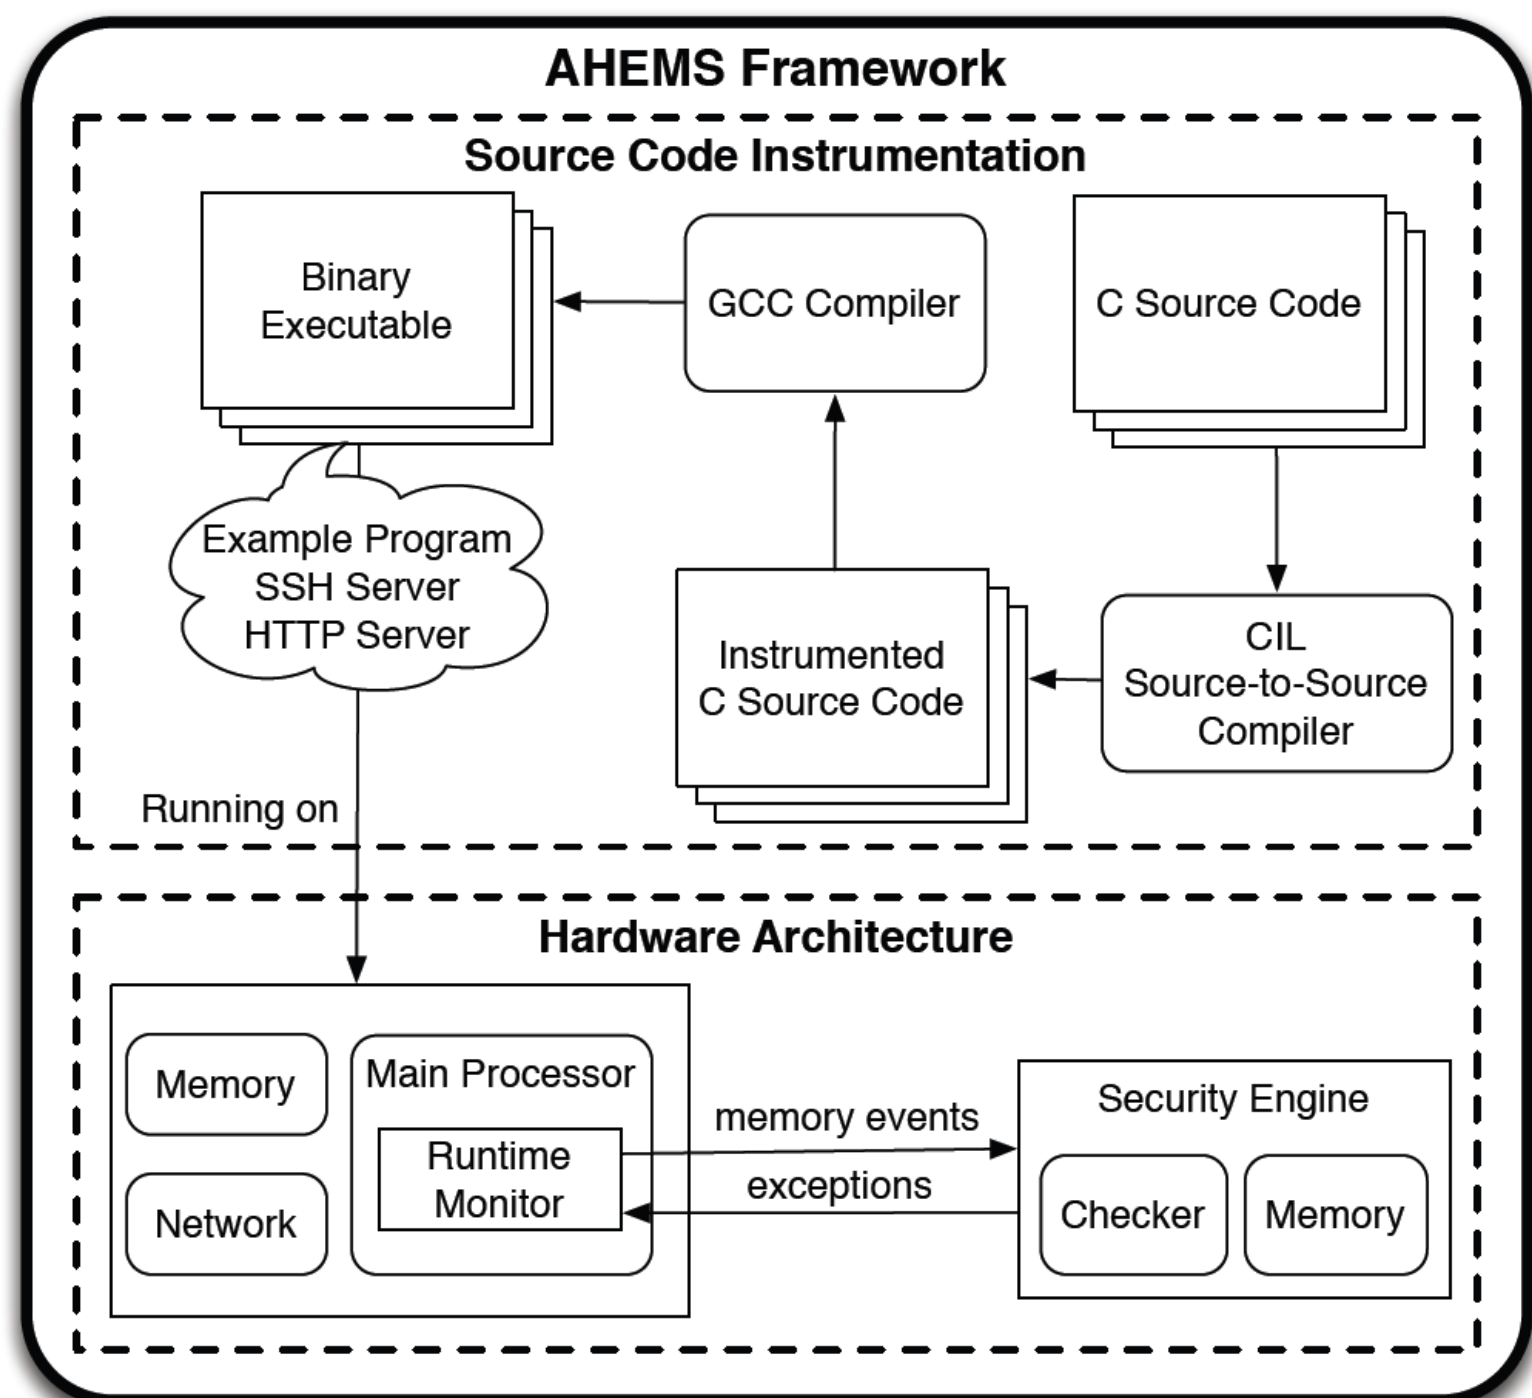 AHEMS Framework
Source Code Instrumentation
Binary
Executable
GCC Compiler
C Source Code
Example Program
SSH Server
HTTP Server
Instrumented
C Source Code
CIL
Source-to-Source
Compiler
Running on
Hardware Architecture
Memory
Network
Main Processor
Runtime
Monitor
memory events
exceptions
Security Engine
Checker
Memory